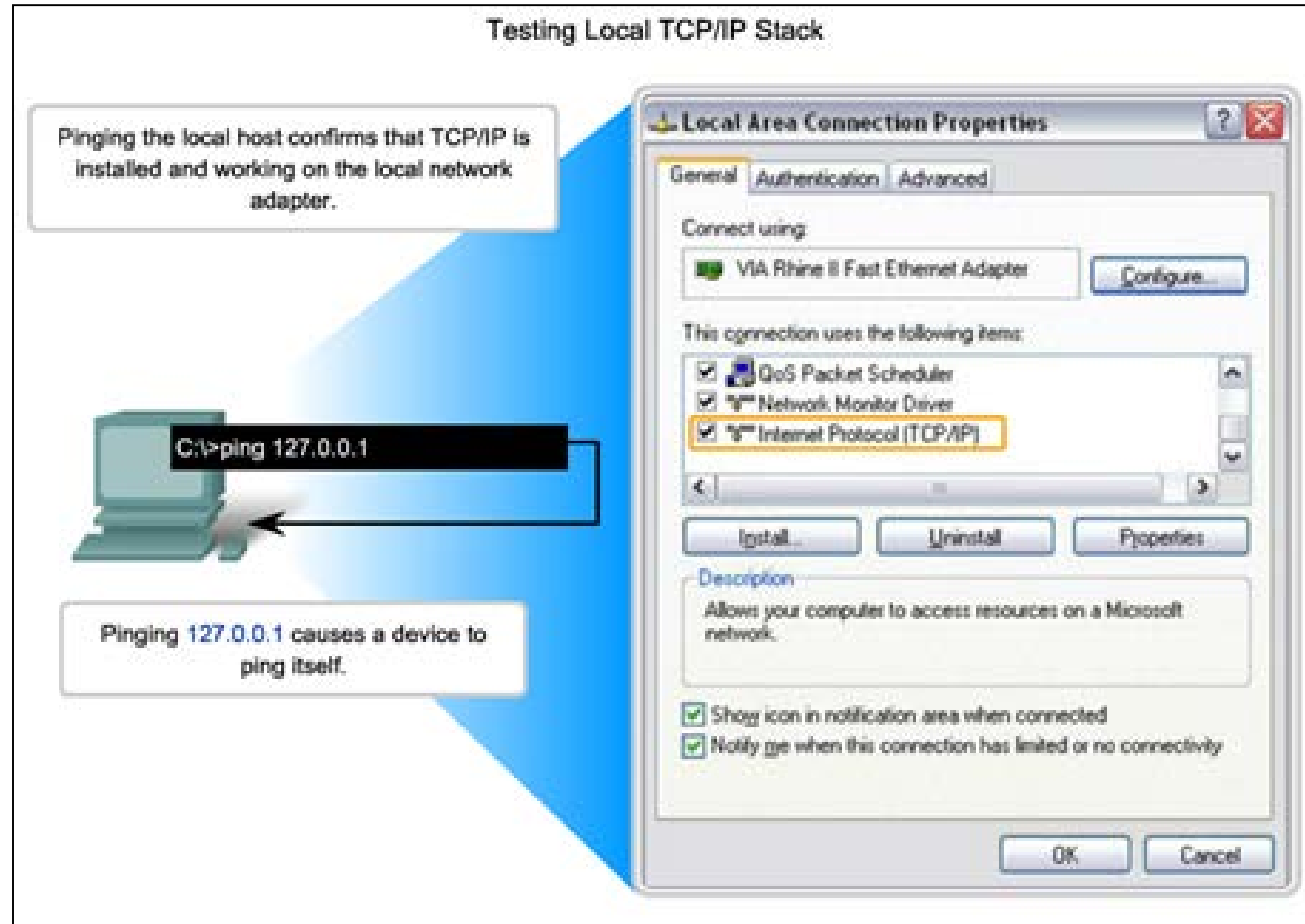 Testing Local TCP/IP Stack
Pinging the local host confirms that TCP/IP is
installed and working on the local network
adapter.
C:\>ping 127.0.0.1
Pinging 127.0.0.1 causes a device to
ping itself.
Local Area Connection Properties
General
Authentication
Advanced
Connect using:
VIA Rhine II Fast Ethernet Adapter
Configure...
This connection uses the following items:
QoS Packet Scheduler
Network Monitor Driver
Internet Protocol (TCP/IP)
Install...
Uninstall
Properties
Description
Allows your computer to access resources on a Microsoft
network.
Show icon in notification area when connected
Notify me when this connection has limited or no connectivity
OK
Cancel